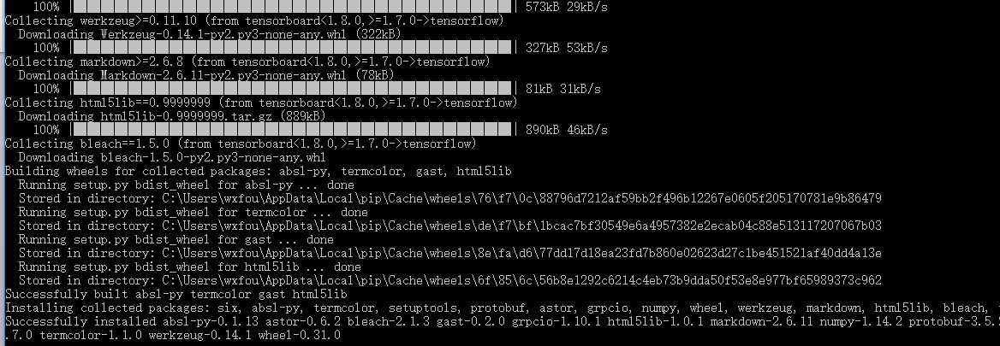 100% | 573kB 29kB/s
Collecting werkzeug>=0.11.10 (from tensorboard<1.8.0,>=1.7.0->tensorflow)
Downloading Werkzeug-0.14.1-py2.py3-none-any.whl (322kB)
100% | | 327kB 53kB/s
Collecting markdown>=2.6.8 (from tensorboard<1.8.0,>=1.7.0->tensorflow)
Downloading Markdown-2.6.11-py2.py3-none-any.whl (78kB)
100% | | 81kB 31kB/s
Collecting html5lib==0.9999999 (from tensorboard<1.8.0,>=1.7.0->tensorflow)
Downloading html5lib-0.9999999.tar.gz (889kB)
100% | | 890kB 46kB/s
Collecting bleach==1.5.0 (from tensorboard<1.8.0,>=1.7.0->tensorflow)
Downloading bleach-1.5.0-py2.py3-none-any.whl
Building wheels for collected packages: absl-py, termcolor, gast, html5lib
Running setup.py bdist_wheel for absl-py ... done
Stored in directory: C:\Users\wxfou\AppData\Local\pip\Cache\wheels\76\f7\0c\88796d7212af59bb2f496b12267e0605f205170781e9b86479
Running setup.py bdist_wheel for termcolor ... done
Stored in directory: C:\Users\wxfou\AppData\Local\pip\Cache\wheels\de\f7\bf\1bcac7bf30549e6a4957382e2ecab04c88e513117207067b03
Running setup.py bdist_wheel for gast ... done
Stored in directory: C:\Users\wxfou\AppData\Local\pip\Cache\wheels\8e\fa\d6\77dd17d18ea23fd7b860e02623d27c1be451521af40dd4a13e
Running setup.py bdist_wheel for html5lib ... done
Stored in directory: C:\Users\wxfou\AppData\Local\pip\Cache\wheels\6f\85\6c\56b8e1292c6214c4eb73b9dda50f53e8e977bf65989373c962
Successfully built absl-py termcolor gast html5lib
Installing collected packages: six, absl-py, termcolor, setuptools, protobuf, astor, grpcio, numpy, wheel, werkzeug, markdown, html5lib, bleach,
Successfully installed absl-py-0.1.13 astor-0.6.2 bleach-2.1.3 gast-0.2.0 grpcio-1.10.1 html5lib-1.0.1 markdown-2.6.11 numpy-1.14.2 protobuf-3.5.
.7.0 termcolor-1.1.0 werkzeug-0.14.1 wheel-0.31.0